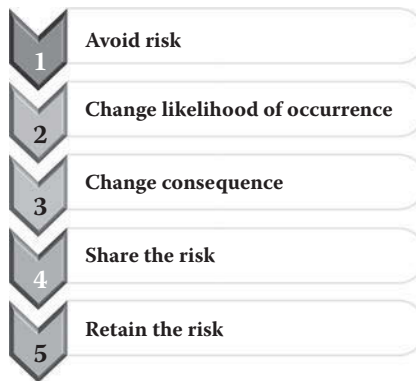 1 Avoid risk
2 Change likelihood of occurrence
3 Change consequence
4 Share the risk
5 Retain the risk